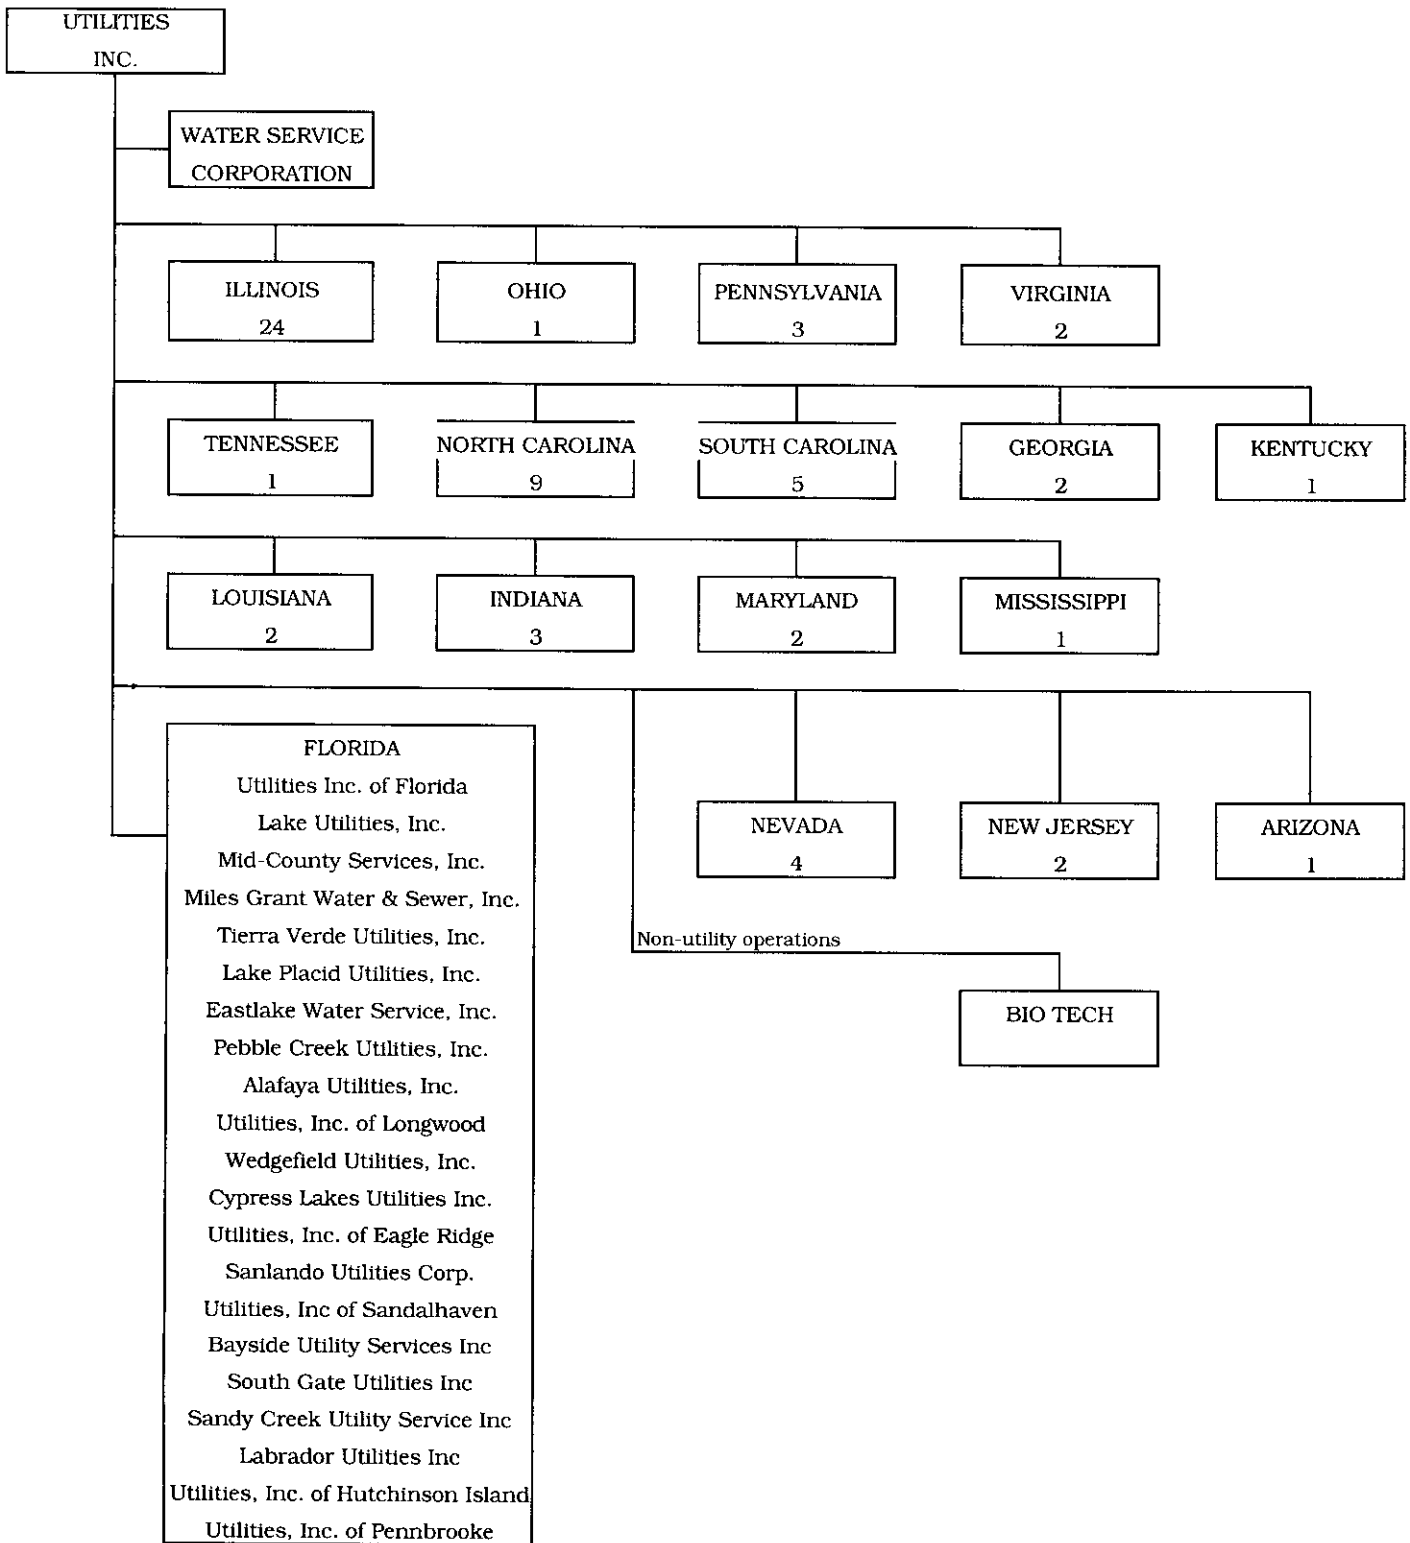 UTILITIES
INC.
WATER SERVICE
CORPORATION
ILLINOIS
24
OHIO
1
PENNSYLVANIA
3
VIRGINIA
2
TENNESSEE
1
NORTH CAROLINA
9
SOUTH CAROLINA
5
GEORGIA
2
KENTUCKY
1
LOUISIANA
2
INDIANA
3
MARYLAND
2
MISSISSIPPI
1
FLORIDA
Utilities Inc. of Florida
Lake Utilities, Inc.
Mid-County Services, Inc.
Miles Grant Water & Sewer, Inc.
Tierra Verde Utilities, Inc.
Lake Placid Utilities, Inc.
Eastlake Water Service, Inc.
Pebble Creek Utilities, Inc.
Alafaya Utilities, Inc.
Utilities, Inc. of Longwood
Wedgefield Utilities, Inc.
Cypress Lakes Utilities Inc.
Utilities, Inc. of Eagle Ridge
Sanlando Utilities Corp.
Utilities, Inc of Sandalhaven
Bayside Utility Services Inc
South Gate Utilities Inc
Sandy Creek Utility Service Inc
Labrador Utilities Inc
Utilities, Inc. of Hutchinson Island
Utilities, Inc. of Pennbrooke
NEVADA
4
NEW JERSEY
2
ARIZONA
1
Non-utility operations
BIO TECH